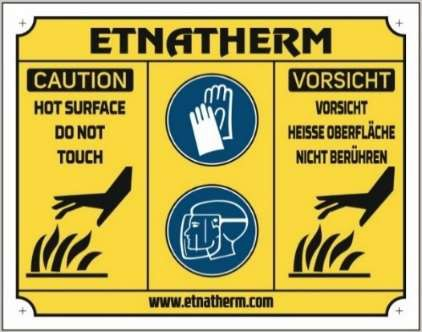 ETNATHERM
CAUTION
HOT SURFACE
DO NOT
TOUCH
VORSICHT
VORSICHT
HEISSE OBERFLÄCHE
NICHT BERÜHREN
www.etnatherm.com